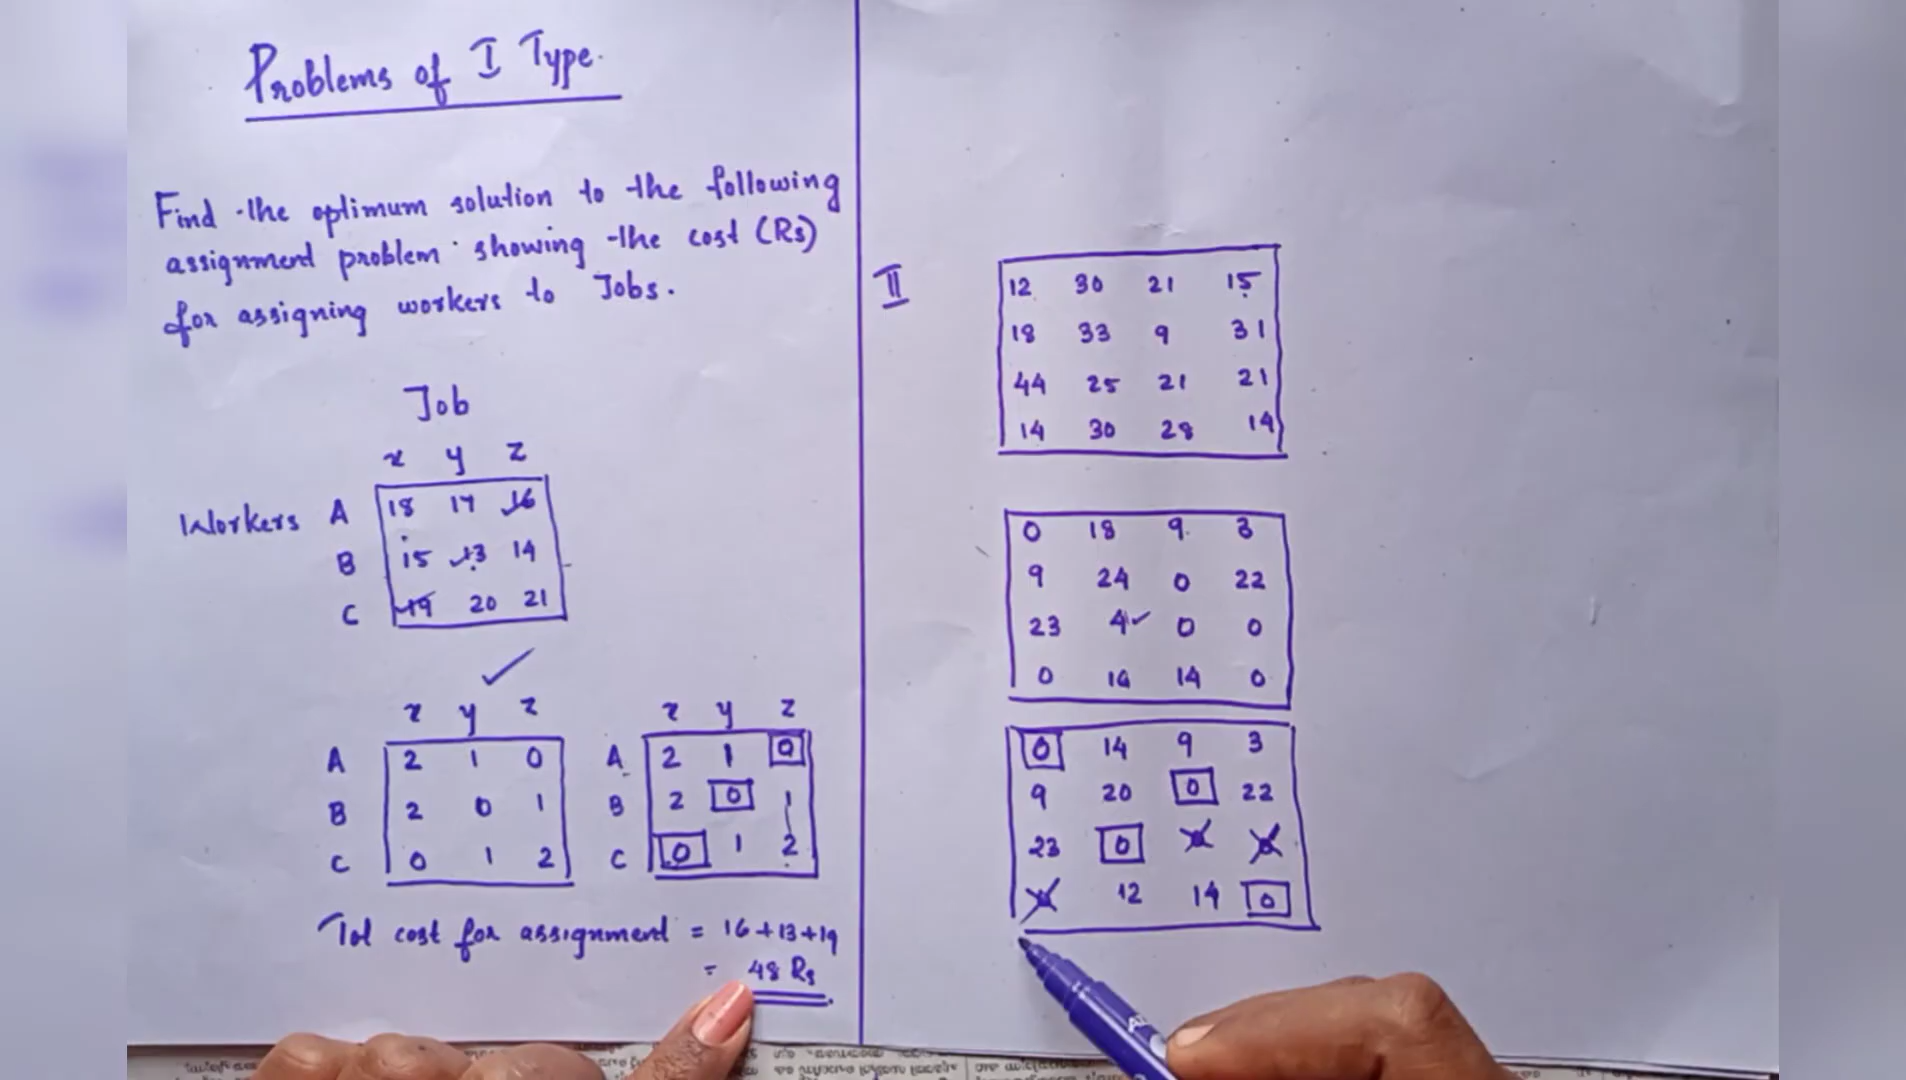 Problems of I Type.
Find the optimum solution to the following
assignment problem showing the cost (Rs)
for assigning workers to Jobs.
Job
x y z
Workers A 18 17 16
B 15 13 14
C 19 20 21
x y z
A 2 1 0
B 2 0 1
C 0 1 2
x y z
A 2 1 0
B 2 0 1
C 0 1 2
Tot cost for assignment = 16+13+19
= 48 Rs
II
12 30 21 15
18 33 9 31
44 25 21 21
14 30 28 14
0 18 9 3
9 24 0 22
23 4 0 0
0 16 14 0
0 14 9 3
9 20 0 22
23 0 0 0
0 12 14 0